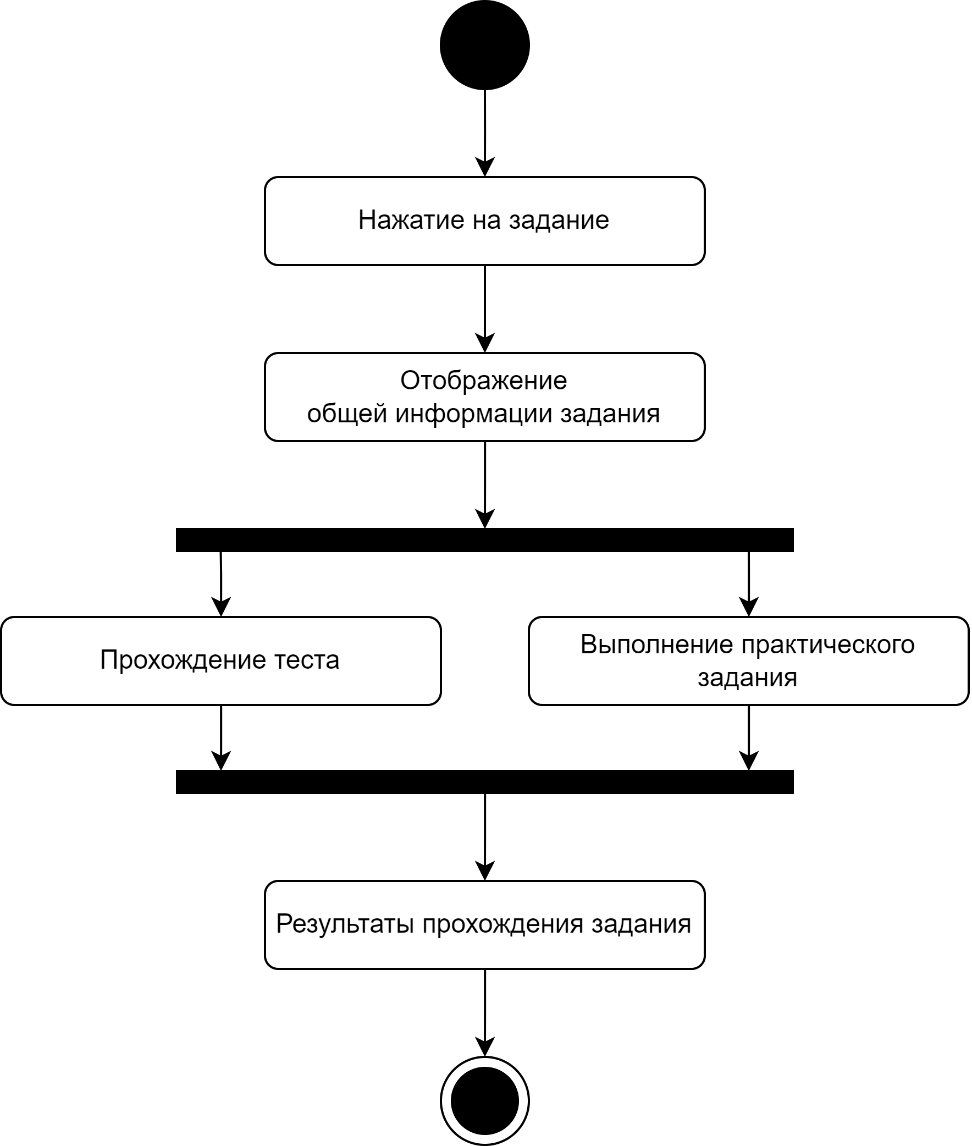 Нажатие на задание
Отображение
общей информации задания
Прохождение теста
Выполнение практического
задания
Результаты прохождения задания